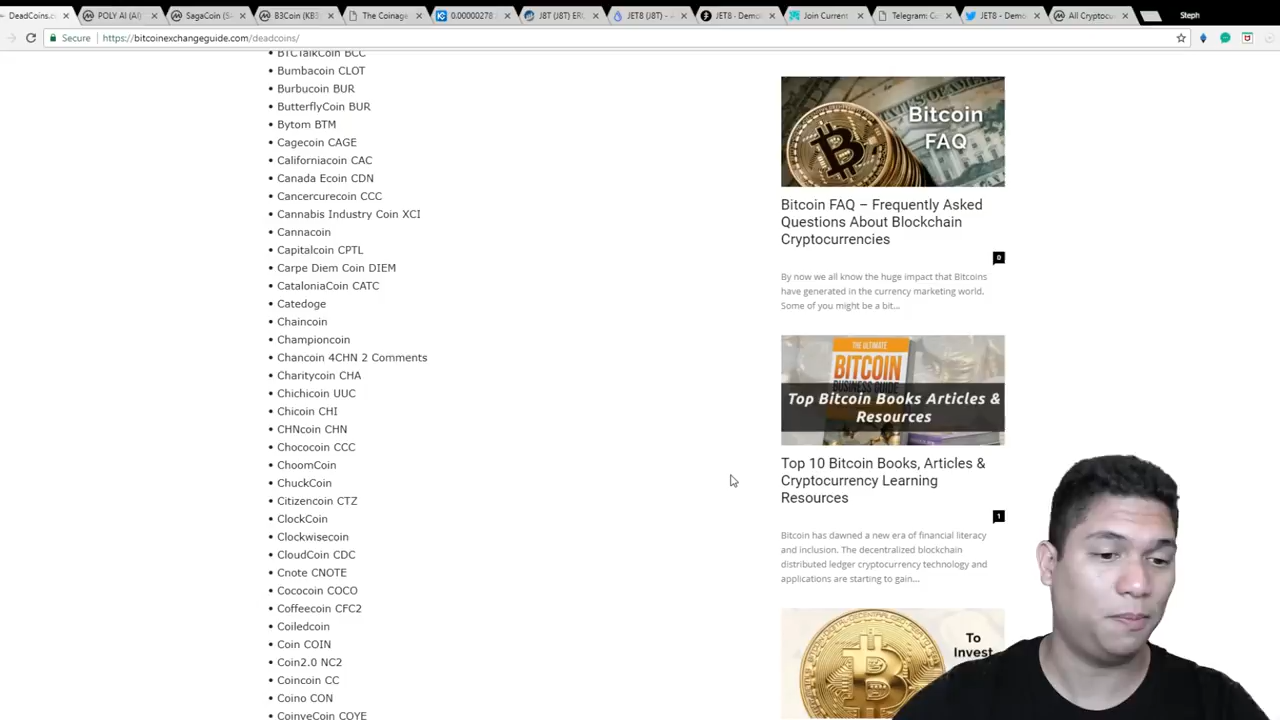 DeadCoins.c
POLY AI (AI)
SagaCoin (S
B3Coin (KB3
The Coinage
0.00000278
J8T (J8T) ER
JET8 (J8T) -
JET8 - Demo
Join Current
Telegram: Co
JET8 - Demo
All Cryptocu
Steph
Secure
https://bitcoinexchangeguide.com/deadcoins/
BTCTalkCoin BCC
• Bumbacoin CLOT
• Burbucoin BUR
• ButterflyCoin BUR
• Bytom BTM
• Cagecoin CAGE
• Californiacoin CAC
• Canada Ecoin CDN
• Cancercurecoin CCC
• Cannabis Industry Coin XCI
• Cannacoin
• Capitalcoin CPTL
• Carpe Diem Coin DIEM
• CataloniaCoin CATC
• Catedoge
• Chaincoin
• Championcoin
• Chancoin 4CHN 2 Comments
• Charitycoin CHA
• Chichicoin UUC
• Chicoin CHI
• CHNcoin CHN
• Chococoin CCC
• ChoomCoin
• ChuckCoin
• Citizencoin CTZ
• ClockCoin
• Clockwisecoin
• CloudCoin CDC
• Cnote CNOTE
• Cococoin COCO
• Coffeecoin CFC2
• Coiledcoin
• Coin COIN
• Coin2.0 NC2
• Coincoin CC
• Coino CON
• CoinveCoin COYE
Bitcoin
FAQ
Bitcoin FAQ – Frequently Asked
Questions About Blockchain
Cryptocurrencies
0
By now we all know the huge impact that Bitcoins
have generated in the currency marketing world.
Some of you might be a bit...
THE ULTIMATE
BITCOIN
BUSINESS GUIDE
Top Bitcoin Books Articles &
Resources
Top 10 Bitcoin Books, Articles &
Cryptocurrency Learning
Resources
1
Bitcoin has dawned a new era of financial literacy
and inclusion. The decentralized blockchain
distributed ledger cryptocurrency technology and
applications are starting to gain...
To
Invest